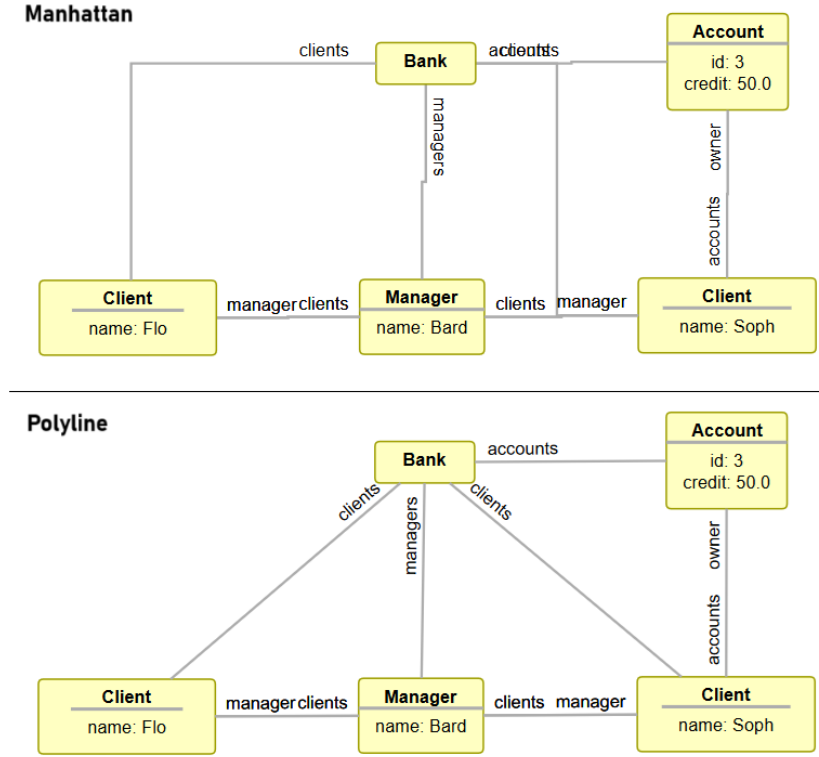 Manhattan
Account
id: 3
credit: 50.0
clients
Bank
accounts
clients
managers
owner
accounts
Client
name: Flo
manager
clients
Manager
name: Bard
clients
manager
Client
name: Soph
Polyline
Account
id: 3
credit: 50.0
Bank
accounts
clients
managers
clients
owner
accounts
Client
name: Flo
manager
clients
Manager
name: Bard
clients
manager
Client
name: Soph